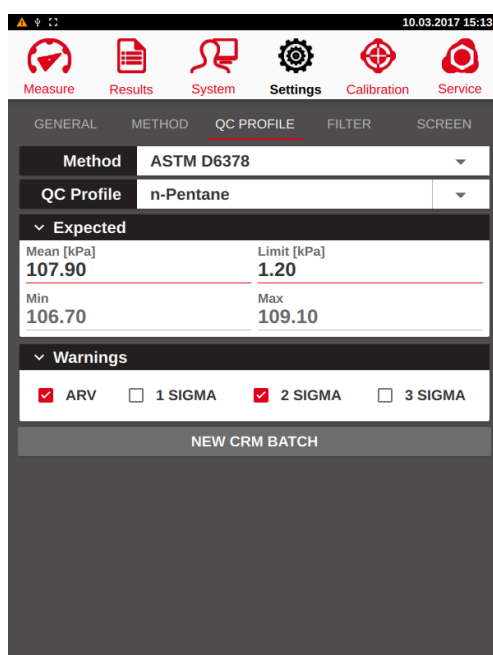 10.03.2017 15:13
Measure Results System Settings Calibration Service
GENERAL METHOD QC PROFILE FILTER SCREEN
Method ASTM D6378
QC Profile n-Pentane
Expected
Mean [kPa] Limit [kPa]
107.90 1.20
Min Max
106.70 109.10
Warnings
ARV 1 SIGMA 2 SIGMA 3 SIGMA
NEW CRM BATCH